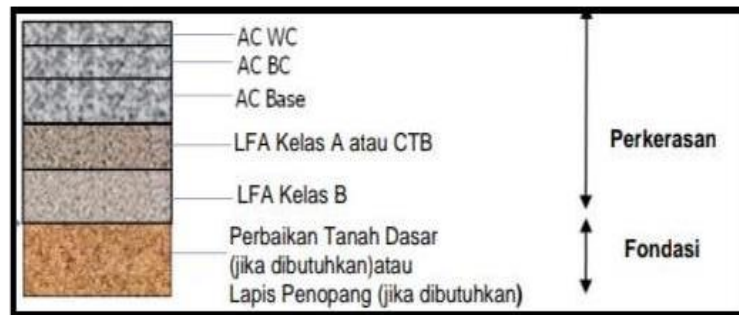 AC WC
AC BC
AC Base
LFA Kelas A atau CTB
LFA Kelas B
Perbaikan Tanah Dasar
(jika dibutuhkan)atau
Lapis Penopang (jika dibutuhkan)
Perkerasan
Fondasi